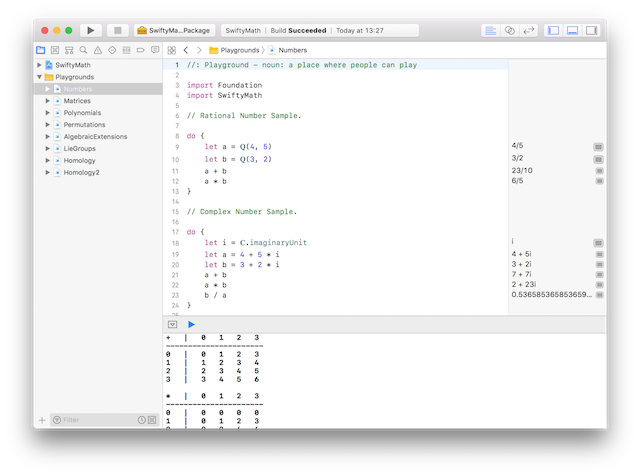 SwiftyMa...Package
SwiftyMath | Build Succeeded | Today at 13:27
Playgrounds
Numbers
SwiftyMath
Playgrounds
Numbers
Matrices
Polynomials
Permutations
AlgebraicExtensions
LieGroups
Homology
Homology2
1 //: Playground - noun: a place where people can play
2
3 import Foundation
4 import SwiftyMath
5
6 // Rational Number Sample.
7
8 do {
9 let a = Q(4, 5) 4/5
10 let b = Q(3, 2) 3/2
11 a + b 23/10
12 a * b 6/5
13 }
14
15 // Complex Number Sample.
16
17 do {
18 let i = C.imaginaryUnit i
19 let a = 4 + 5 * i 4 + 5i
20 let b = 3 + 2 * i 3 + 2i
21 a + b 7 + 7i
22 a * b 2 + 23i
23 b / a 0.536585365853659...
24 }
+ | 0 1 2 3
----------------------
0 | 0 1 2 3
1 | 1 2 3 4
2 | 2 3 4 5
3 | 3 4 5 6
* | 0 1 2 3
----------------------
0 | 0 0 0 0
1 | 0 1 2 3
Filter